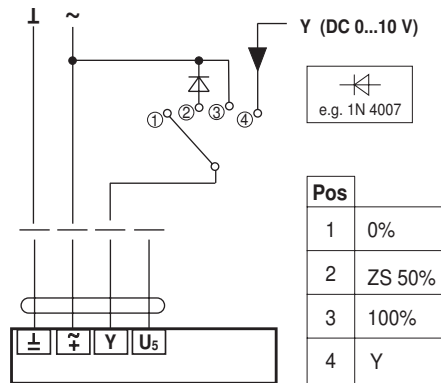 ⊥ ~
Y (DC 0...10 V)
① ② ③ ④
e.g. 1N 4007
Pos
1 0%
2 ZS 50%
3 100%
4 Y
⊥ ~+ Y U5